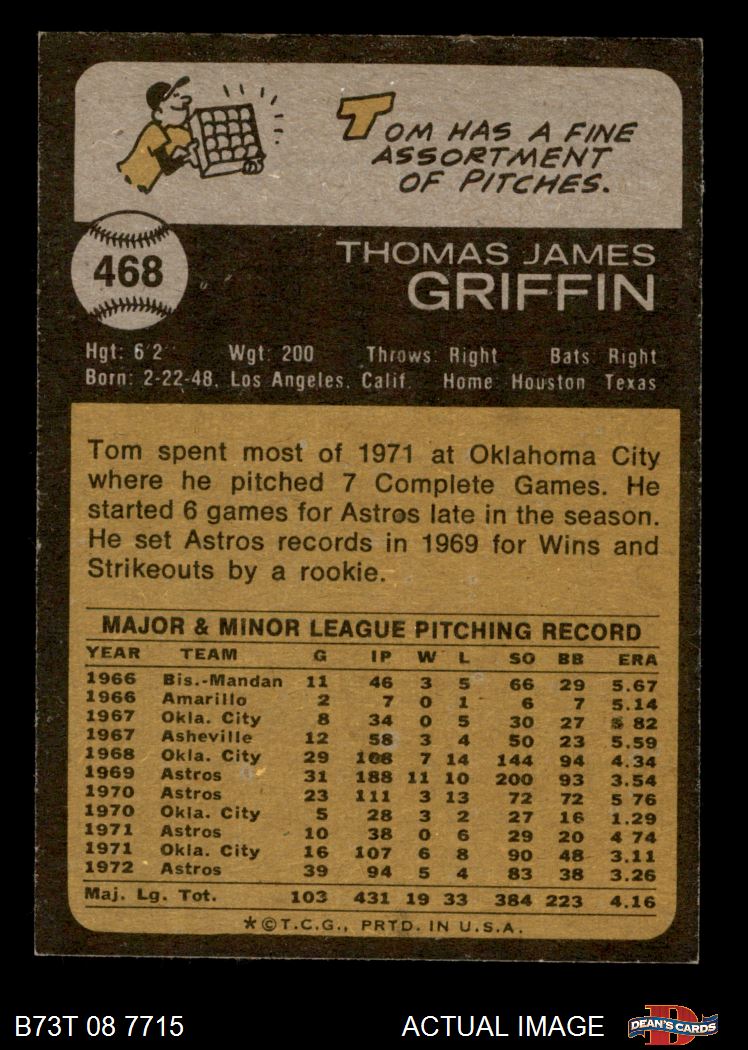 TOM HAS A FINE
ASSORTMENT
OF PITCHES.
468
THOMAS JAMES
GRIFFIN
Hgt: 6'2" Wgt: 200 Throws: Right Bats: Right
Born: 2-22-48, Los Angeles, Calif. Home: Houston, Texas
Tom spent most of 1971 at Oklahoma City
where he pitched 7 Complete Games. He
started 6 games for Astros late in the season.
He set Astros records in 1969 for Wins and
Strikeouts by a rookie.
MAJOR & MINOR LEAGUE PITCHING RECORD
YEAR TEAM G IP W L SO BB ERA
1966 Bis.-Mandan 11 46 3 5 66 29 5.67
1966 Amarillo 2 7 0 1 6 7 5.14
1967 Okla. City 8 34 0 5 30 27 5.82
1967 Asheville 12 58 3 4 50 23 5.59
1968 Okla. City 29 168 7 14 144 94 4.34
1969 Astros 31 188 11 10 200 93 3.54
1970 Astros 23 111 3 13 72 72 5.76
1970 Okla. City 5 28 3 2 27 16 1.29
1971 Astros 10 38 0 6 29 20 4.74
1971 Okla. City 16 107 6 8 90 48 3.11
1972 Astros 39 94 5 4 83 38 3.26
Maj. Lg. Tot. 103 431 19 33 384 223 4.16
*©T.C.G., PRTD. IN U.S.A.
B73T 08 7715 ACTUAL IMAGE D DEAN'S CARDS